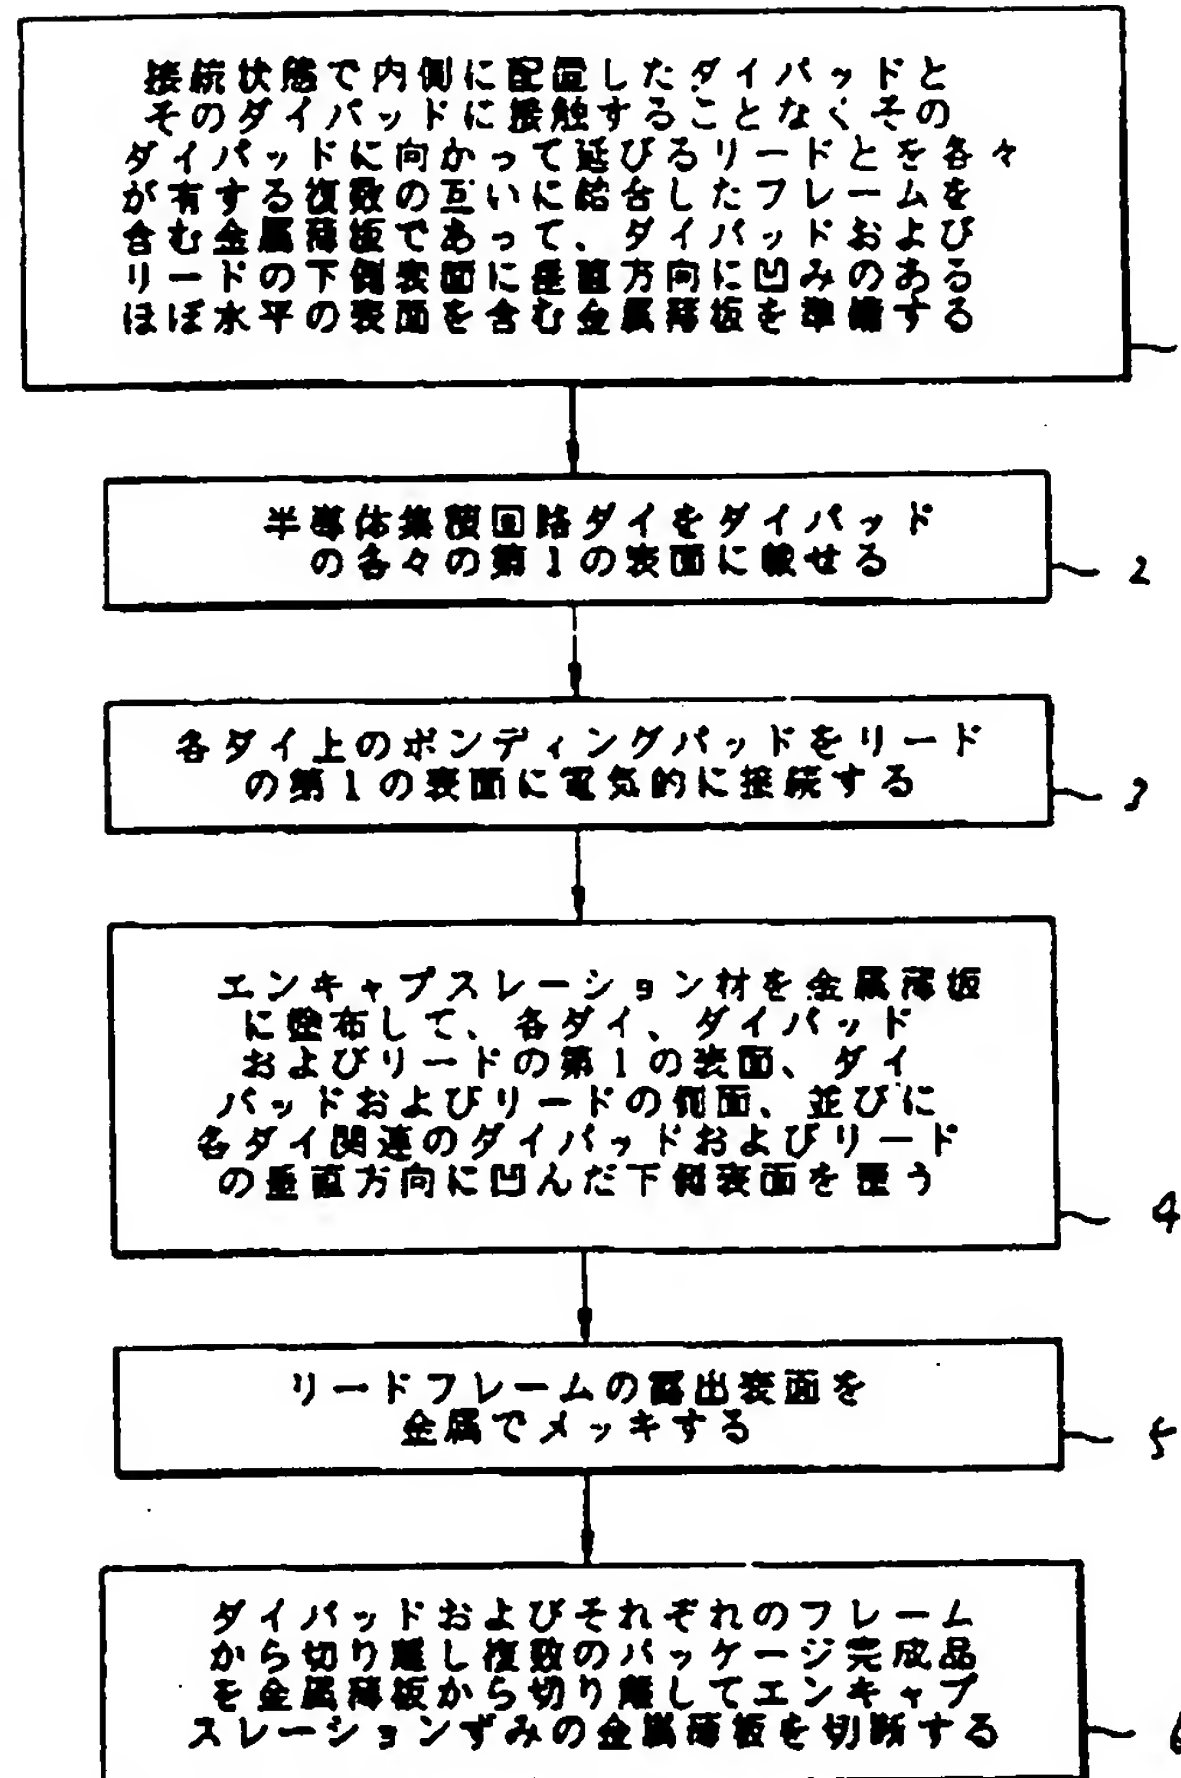 接続状態で内側に配置したダイパッドと
そのダイパッドに接触することなくその
ダイパッドに向かって延びるリードとを各々
が有する複数の互いに結合したフレームを
含む金属薄板であって、ダイパッドおよび
リードの下側表面に垂直方向に凹みのある
ほぼ水平の表面を含む金属薄板を準備する
半導体集積回路ダイをダイパッド
の各々の第1の表面に載せる
2
各ダイ上のボンディングパッドをリード
の第1の表面に電気的に接続する
3
エンキャプスレーション材を金属薄板
に塗布して、各ダイ、ダイパッド
およびリードの第1の表面、ダイ
パッドおよびリードの側面、並びに
各ダイ関連のダイパッドおよびリード
の垂直方向に凹んだ下側表面を覆う
4
リードフレームの露出表面を
金属でメッキする
5
ダイパッドおよびそれぞれのフレーム
から切り離し複数のパッケージ完成品
を金属薄板から切り離してエンキャプ
スレーションずみの金属薄板を切断する
6